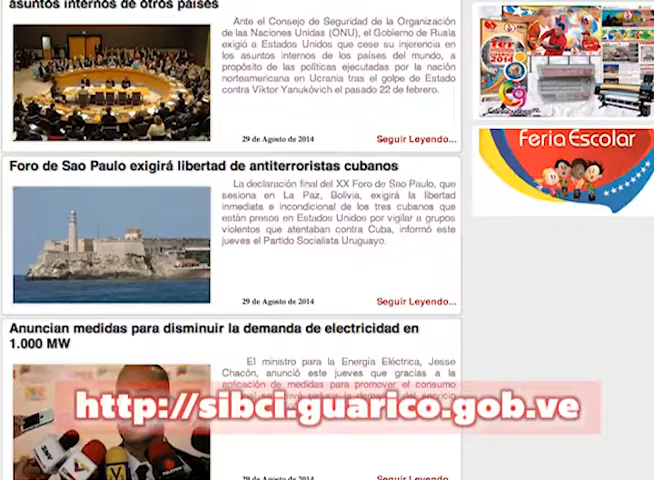 asuntos internos de otros países
Ante el Consejo de Seguridad de la Organización
de las Naciones Unidas (ONU), el Gobierno de Rusia
exigió a Estados Unidos que cese su injerencia en
los asuntos internos de los países del mundo, a
propósito de las políticas ejecutadas por la nación
norteamericana en Ucrania tras el golpe de Estado
contra Viktor Yanukóvich el pasado 22 de febrero.
29 de Agosto de 2014
Seguir Leyendo...
Foro de Sao Paulo exigirá libertad de antiterroristas cubanos
La declaración final del XX Foro de Sao Paulo, que
sesiona en La Paz, Bolivia, exigirá la libertad
inmediata e incondicional de los tres cubanos que
están presos en Estados Unidos por vigilar a grupos
violentos que atentaban contra Cuba, informó este
jueves el Partido Socialista Uruguayo.
29 de Agosto de 2014
Seguir Leyendo...
Anuncian medidas para disminuir la demanda de electricidad en
1.000 MW
El ministro para la Energía Eléctrica, Jesse
Chacón, anunció este jueves que gracias a la
aplicación de medidas para promover el consumo
http://sibci.guarico.gob.ve
29 de Agosto de 2014
Seguir Leyendo...
1er
2014
Feria Escolar